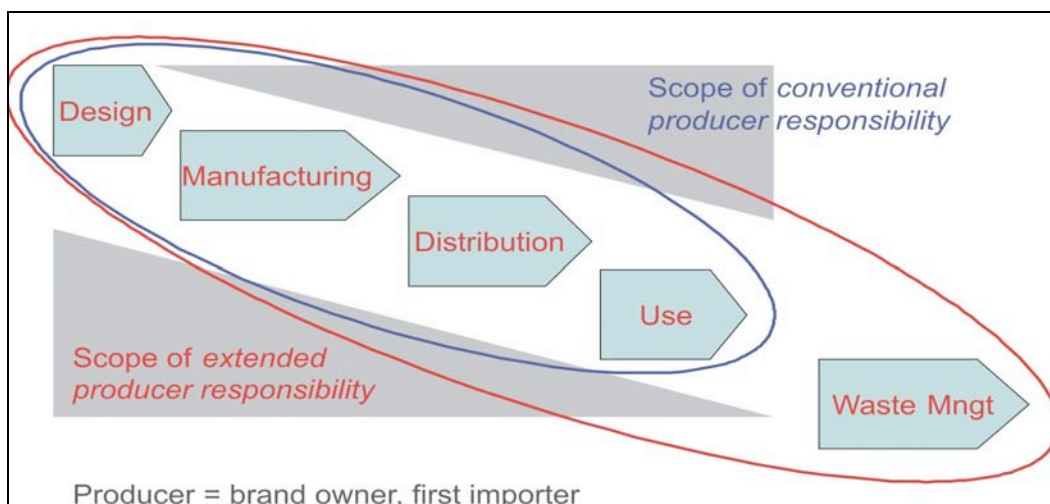 Design
Scope of conventional
producer responsibility
Manufacturing
Distribution
Use
Scope of extended
producer responsibility
Waste Mngt
Producer = brand owner, first importer